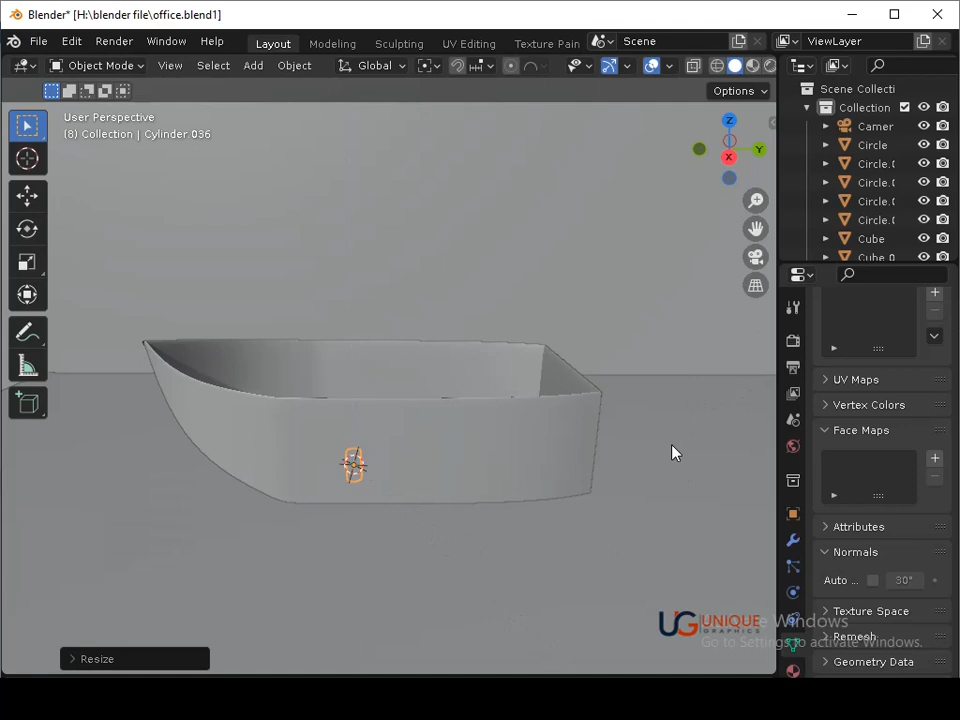 Blender* [H:\blender file\office.blend1]
File Edit Render Window Help
Layout Modeling Sculpting UV Editing Texture Pain
Scene
ViewLayer
Object Mode View Select Add Object Global
Options
User Perspective
(8) Collection | Cylinder.036
Z
Y
X
Scene Collecti
Collection
Camer
Circle
Circle.0
Circle.0
Circle.0
Circle.0
Cube
Cube.0
UV Maps
Vertex Colors
Face Maps
Attributes
Normals
Auto ... 30°
Texture Space
Remesh
Geometry Data
Resize
UG UNIQUE
GRAPHICS
Windows
Go to Settings to activate Windows.